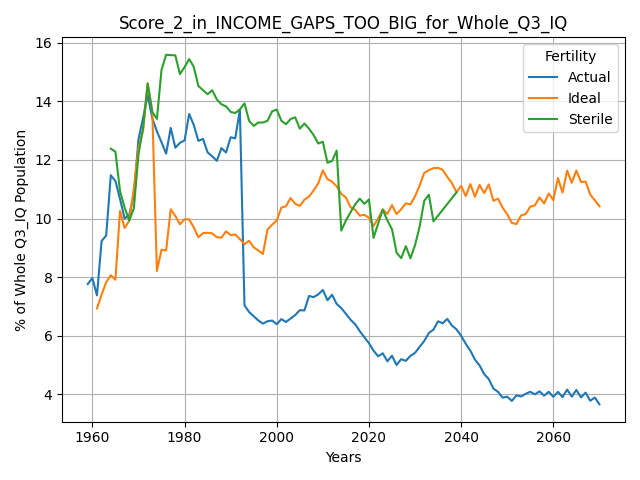 Score_2_in_INCOME_GAPS_TOO_BIG_for_Whole_Q3_IQ
Fertility
Actual
Ideal
Sterile
% of Whole Q3_IQ Population
16
14
12
10
8
6
4
1960
1980
2000
2020
2040
2060
Years